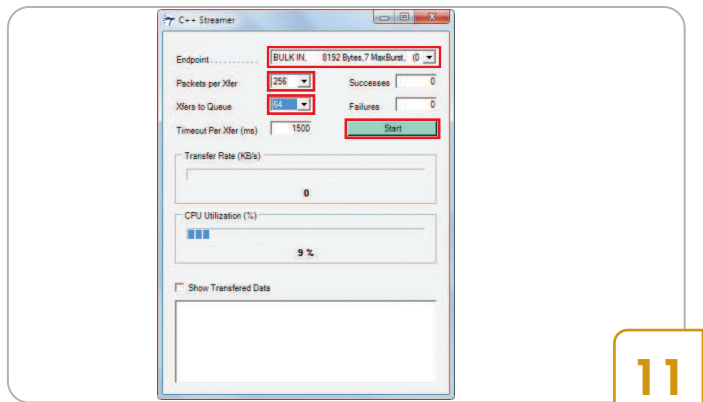 C++ Streamer
Endpoint ........... BULK IN, 8192 Bytes,7 MaxBurst, (0
Packets per Xfer 256 Successes 0
Xfers to Queue 64 Failures 0
Timeout Per Xfer (ms) 1500 Start
Transfer Rate (KB/s)
0
CPU Utilization (%)
9 %
Show Transfered Data
11